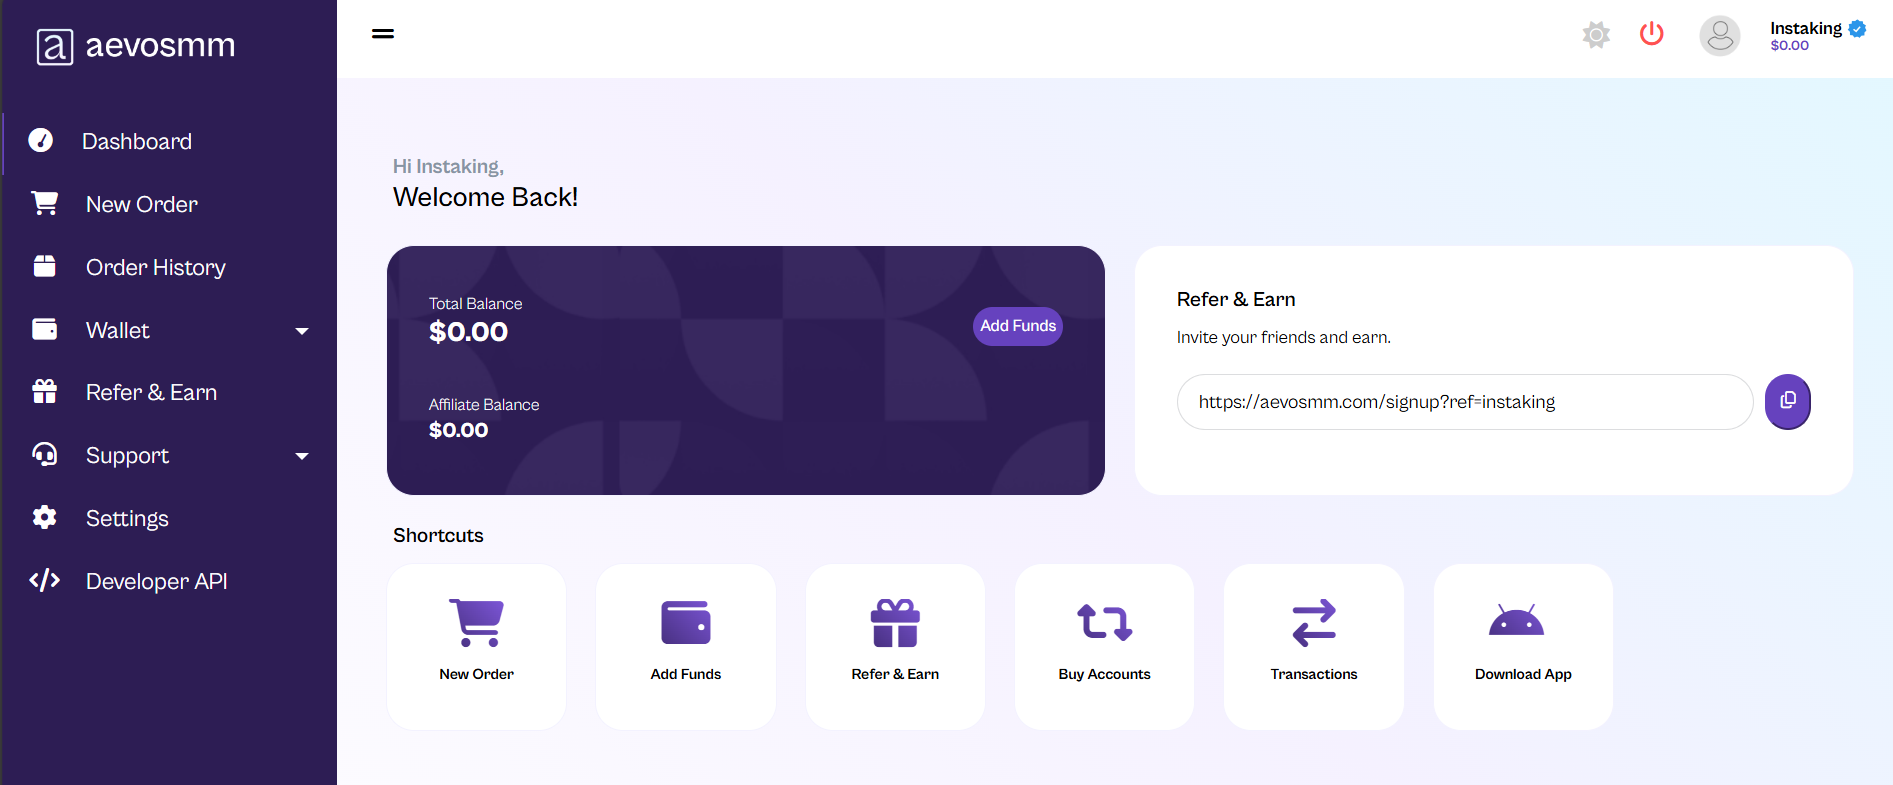 aevosmm
Dashboard
New Order
Order History
Wallet
Refer & Earn
Support
Settings
Developer API
Instaking
$0.00
Hi Instaking,
Welcome Back!
Total Balance
$0.00
Add Funds
Affiliate Balance
$0.00
Refer & Earn
Invite your friends and earn.
https://aevosmm.com/signup?ref=instaking
Shortcuts
New Order
Add Funds
Refer & Earn
Buy Accounts
Transactions
Download App